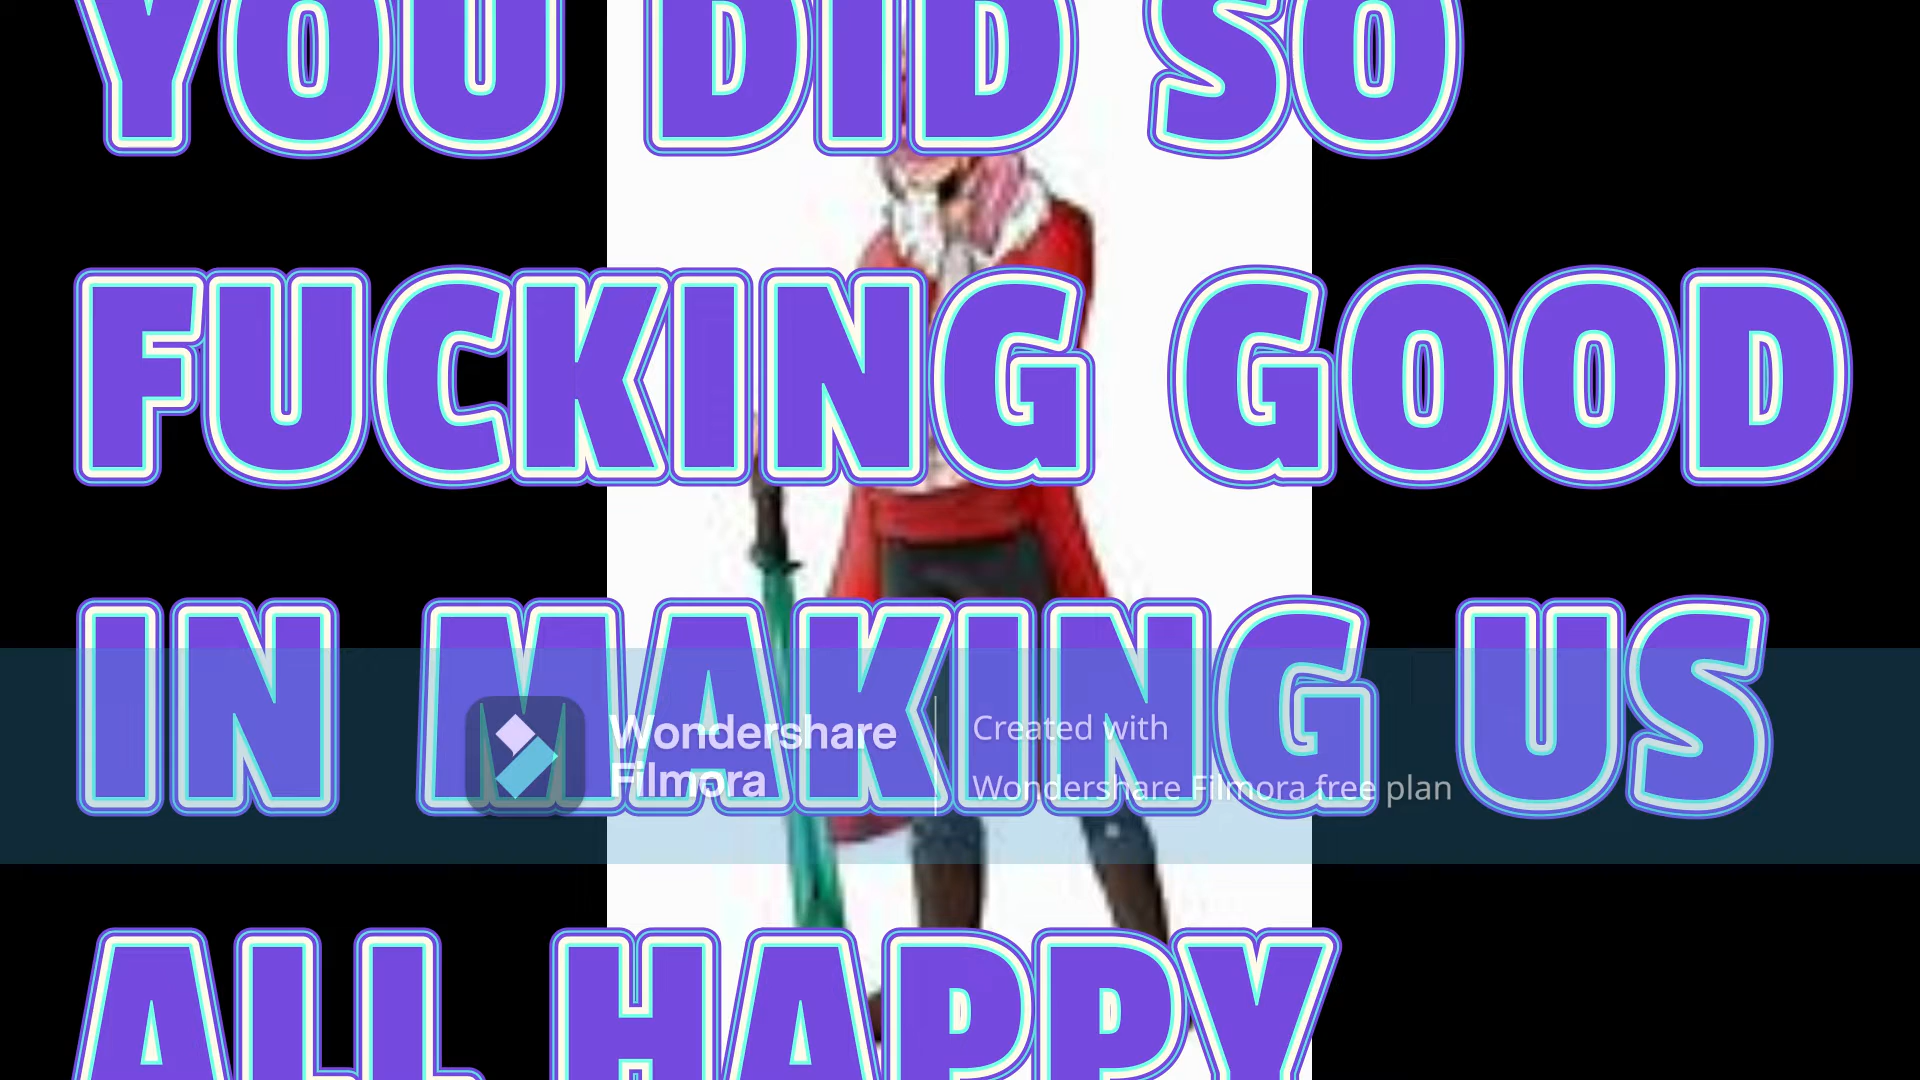 YOU DID SO
FUCKING GOOD
IN MAKING US
Wondershare
Filmora
Created with
Wondershare Filmora free plan
ALL HAPPY